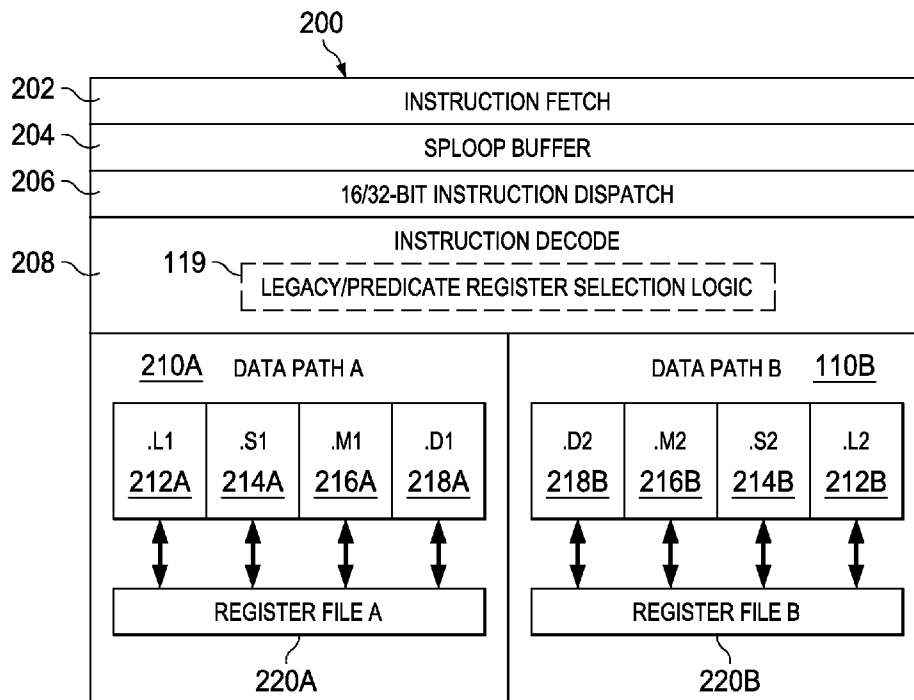 200
202
INSTRUCTION FETCH
204
SPLOOP BUFFER
206
16/32-BIT INSTRUCTION DISPATCH
INSTRUCTION DECODE
208
119
LEGACY/PREDICATE REGISTER SELECTION LOGIC
210A DATA PATH A
DATA PATH B 110B
.L1 .S1 .M1 .D1
.D2 .M2 .S2 .L2
212A 214A 216A 218A
218B 216B 214B 212B
REGISTER FILE A
REGISTER FILE B
220A
220B